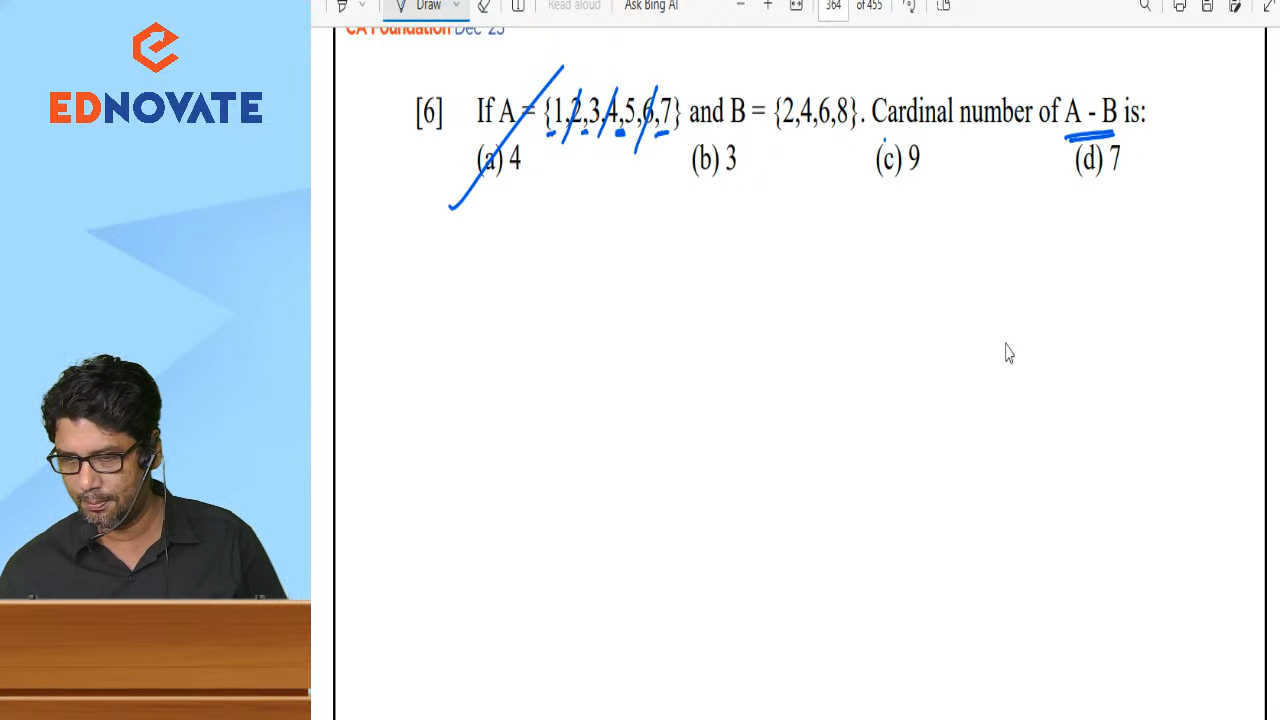 Draw
Read aloud
Ask Bing AI
364 of 455
CA Foundation Dec' 23
EDNOVATE
[6] If A = {1,2,3,4,5,6,7} and B = {2,4,6,8}. Cardinal number of A - B is:
(a) 4 (b) 3 (c) 9 (d) 7